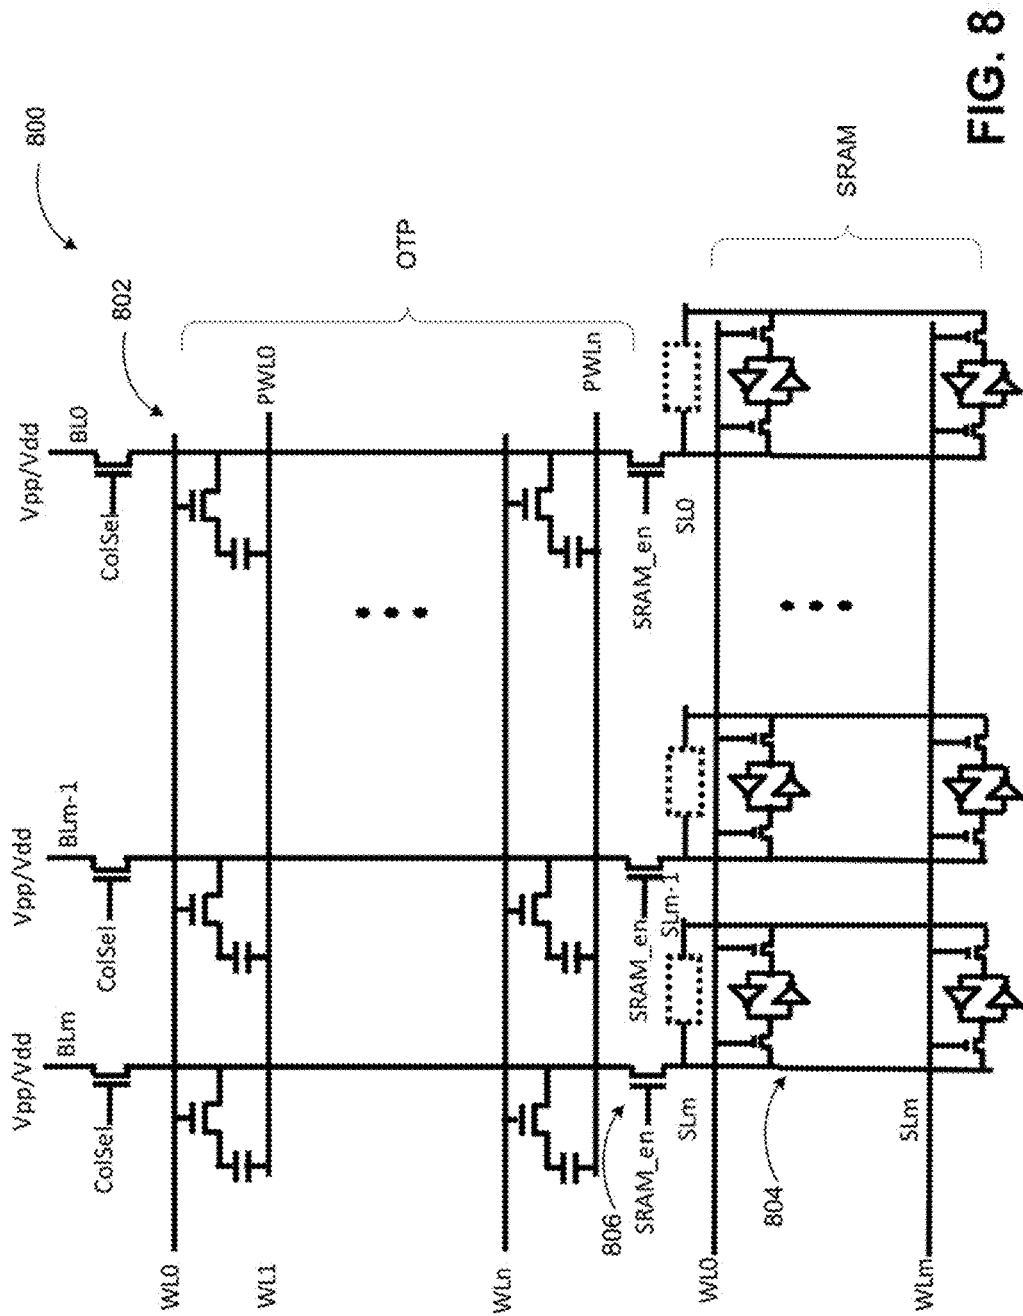 800
802
Vpp/Vdd
Vpp/Vdd
Vpp/Vdd
BLm
BLm-1
BL0
ColSel
ColSel
ColSel
WL0
WL1
PWL0
OTP
WLn
PWLn
806
SRAM_en
SRAM_en
SRAM_en
SLm
SLm-1
SL0
WL0
804
SRAM
SLm
WLm
FIG. 8